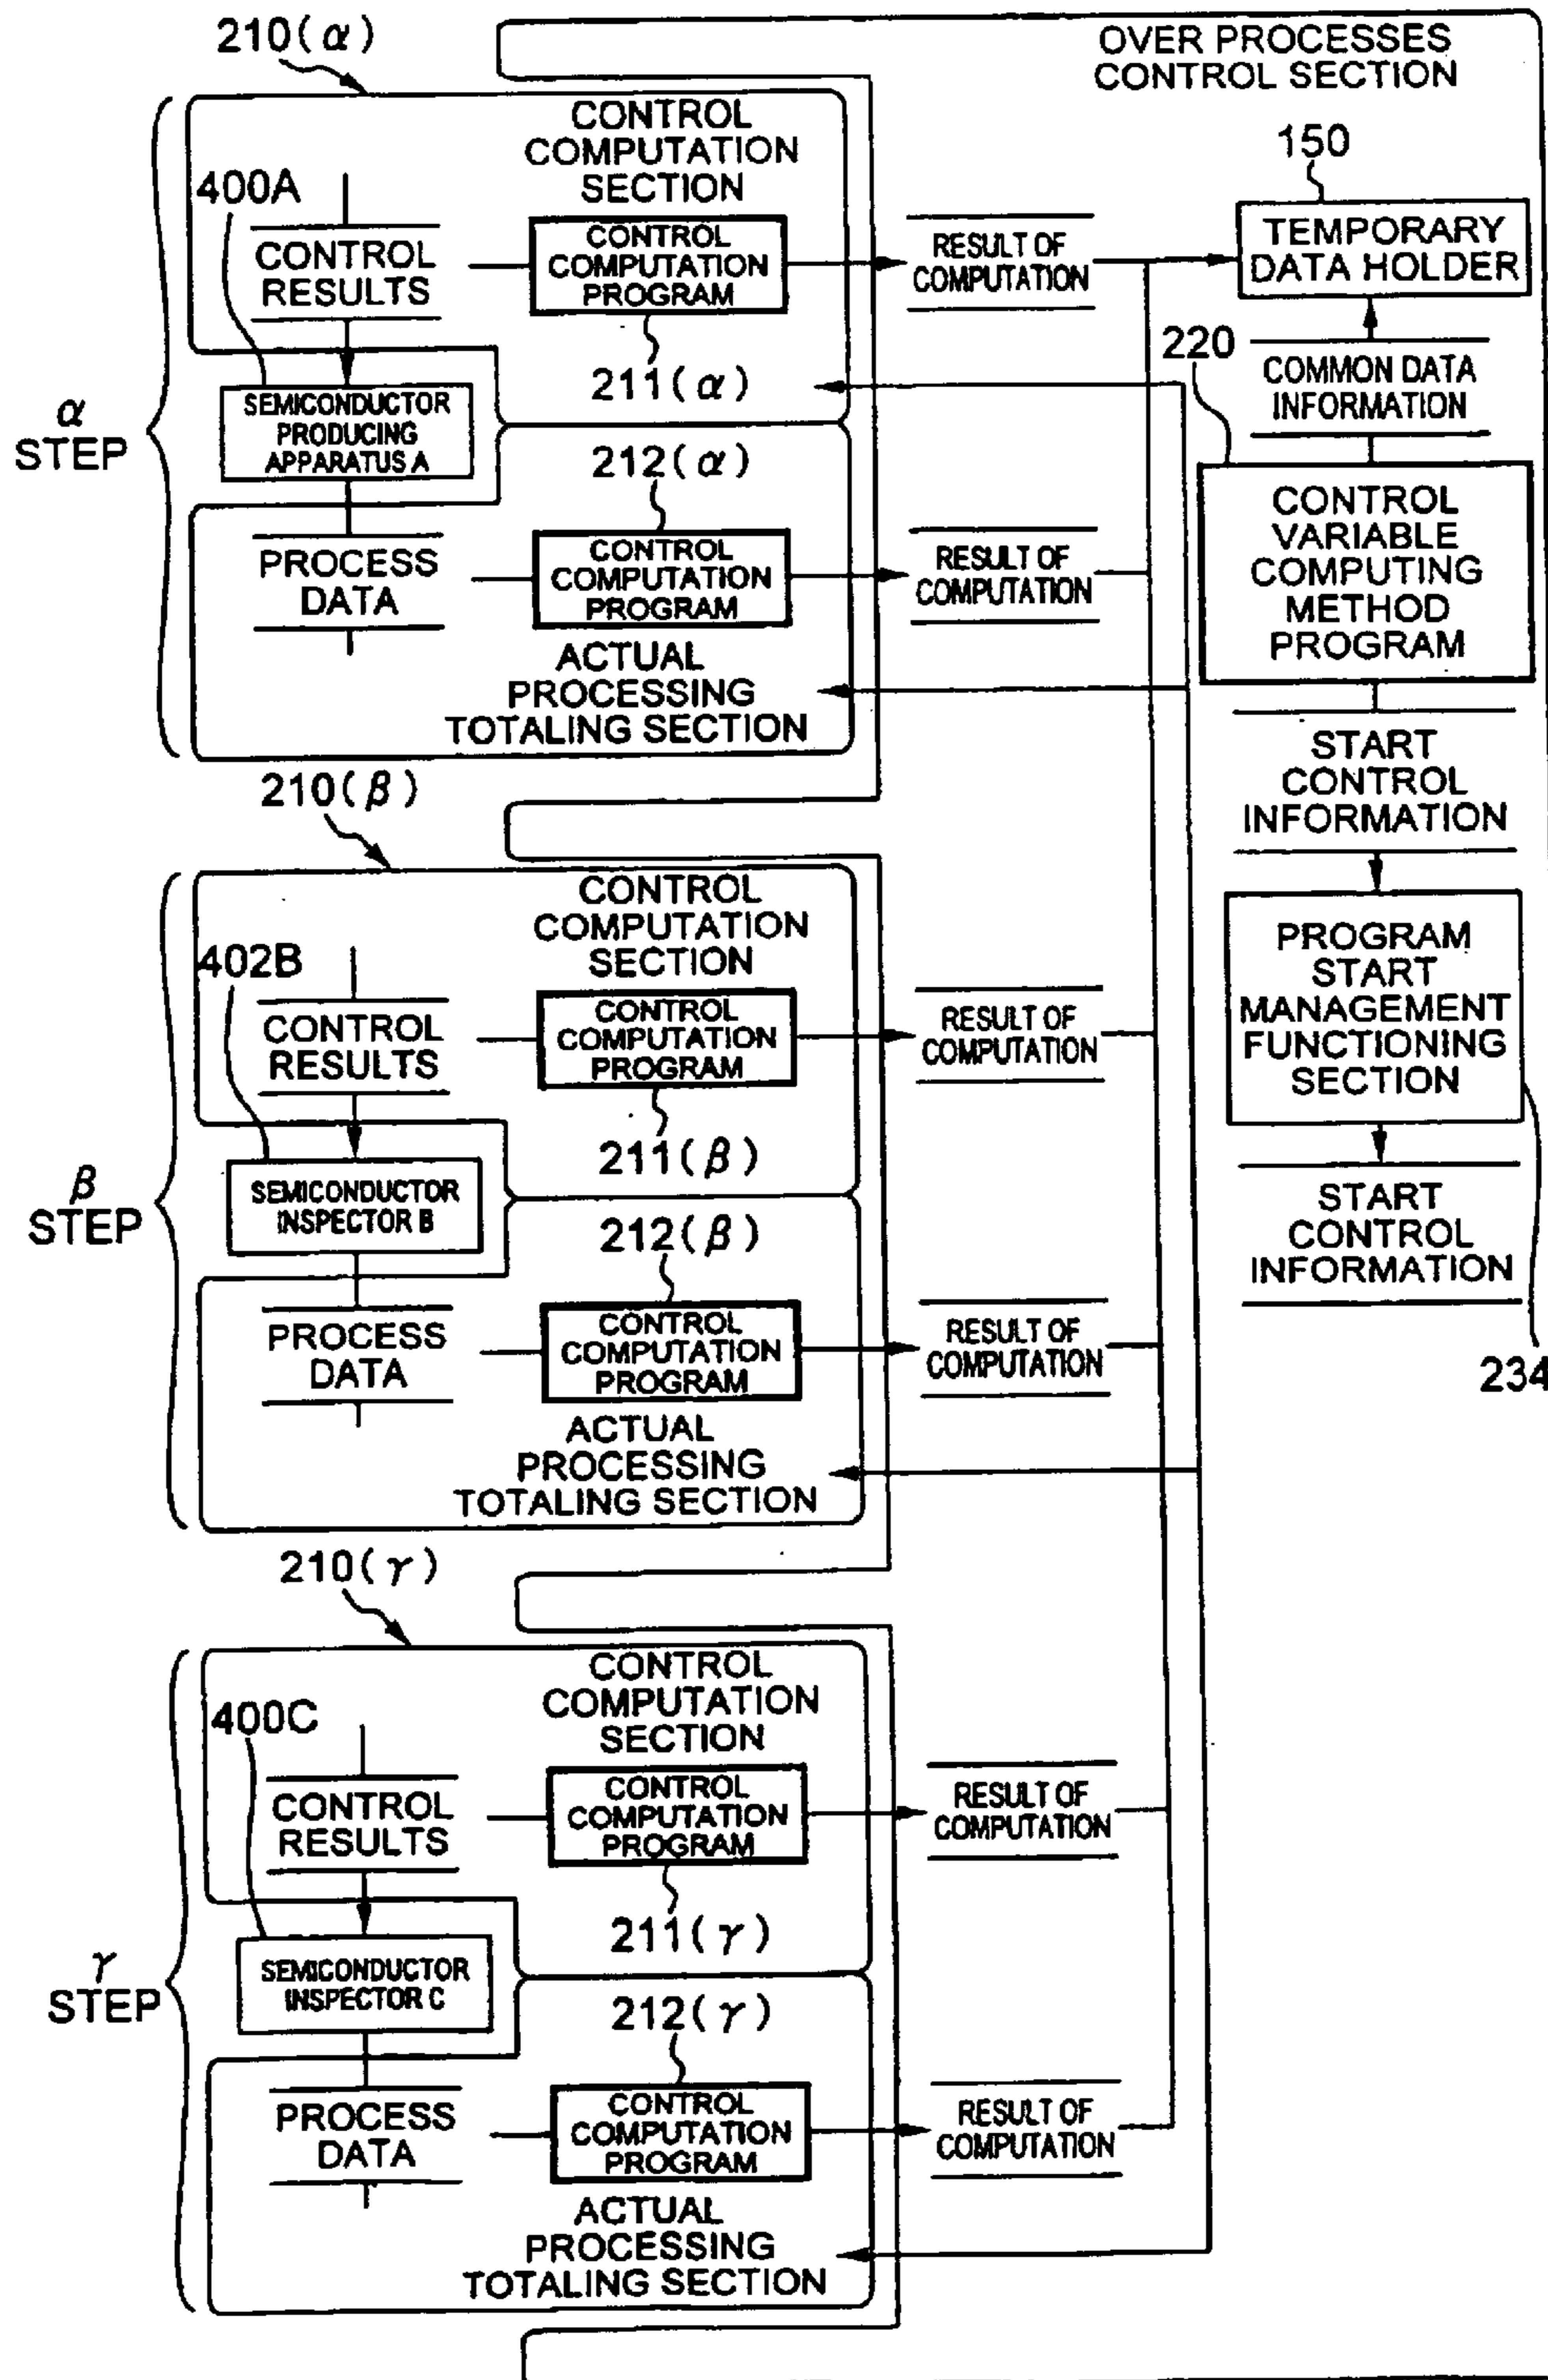 OVER PROCESSES
CONTROL SECTION
150
TEMPORARY
DATA HOLDER
220
COMMON DATA
INFORMATION
CONTROL
VARIABLE
COMPUTING
METHOD
PROGRAM
START
CONTROL
INFORMATION
PROGRAM
START
MANAGEMENT
FUNCTIONING
SECTION
START
CONTROL
INFORMATION
234
210(α)
α
STEP
CONTROL
COMPUTATION
SECTION
400A
CONTROL
RESULTS
CONTROL
COMPUTATION
PROGRAM
RESULT OF
COMPUTATION
211(α)
SEMICONDUCTOR
PRODUCING
APPARATUS A
212(α)
PROCESS
DATA
CONTROL
COMPUTATION
PROGRAM
RESULT OF
COMPUTATION
ACTUAL
PROCESSING
TOTALING SECTION
210(β)
β
STEP
CONTROL
COMPUTATION
SECTION
402B
CONTROL
RESULTS
CONTROL
COMPUTATION
PROGRAM
RESULT OF
COMPUTATION
211(β)
SEMICONDUCTOR
INSPECTOR B
212(β)
PROCESS
DATA
CONTROL
COMPUTATION
PROGRAM
RESULT OF
COMPUTATION
ACTUAL
PROCESSING
TOTALING SECTION
210(γ)
γ
STEP
CONTROL
COMPUTATION
SECTION
400C
CONTROL
RESULTS
CONTROL
COMPUTATION
PROGRAM
RESULT OF
COMPUTATION
211(γ)
SEMICONDUCTOR
INSPECTOR C
212(γ)
PROCESS
DATA
CONTROL
COMPUTATION
PROGRAM
RESULT OF
COMPUTATION
ACTUAL
PROCESSING
TOTALING SECTION